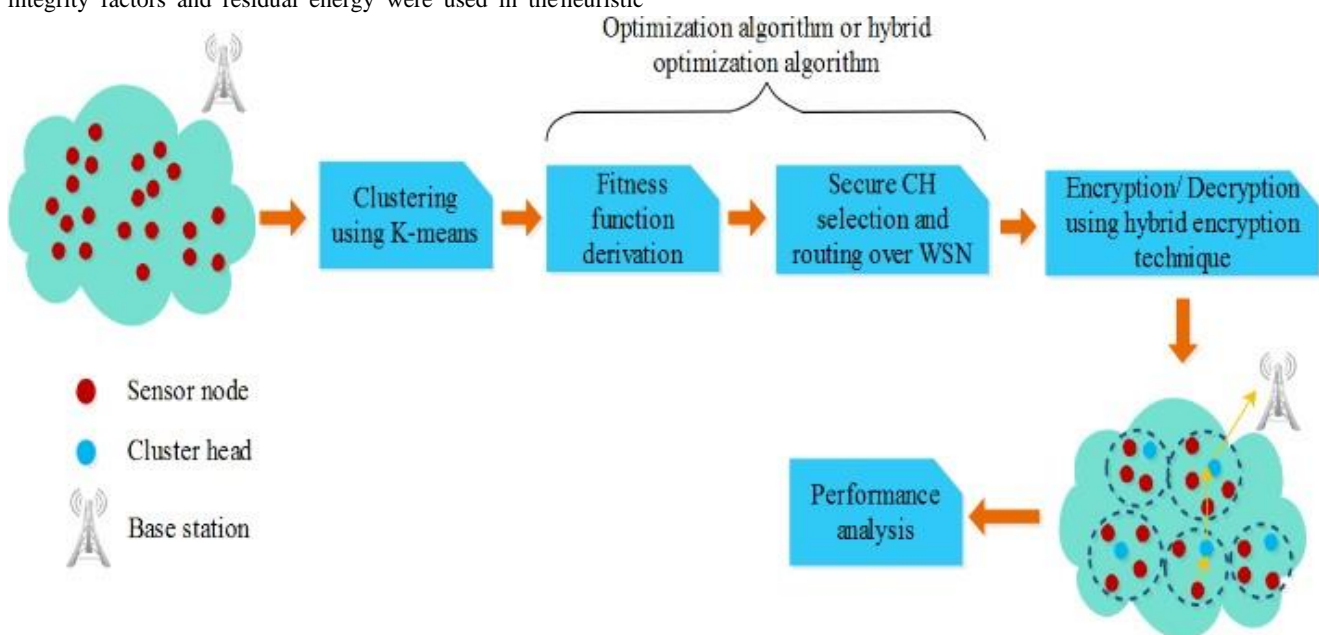 integrity factors and residual energy were used in theheuristic
Optimization algorithm or hybrid
optimization algorithm
Clustering
using K-means
Fitness
function
derivation
Secure CH
selection and
routing over WSN
Encryption/ Decryption
using hybrid encryption
technique
Sensor node
Cluster head
Base station
Performance
analysis